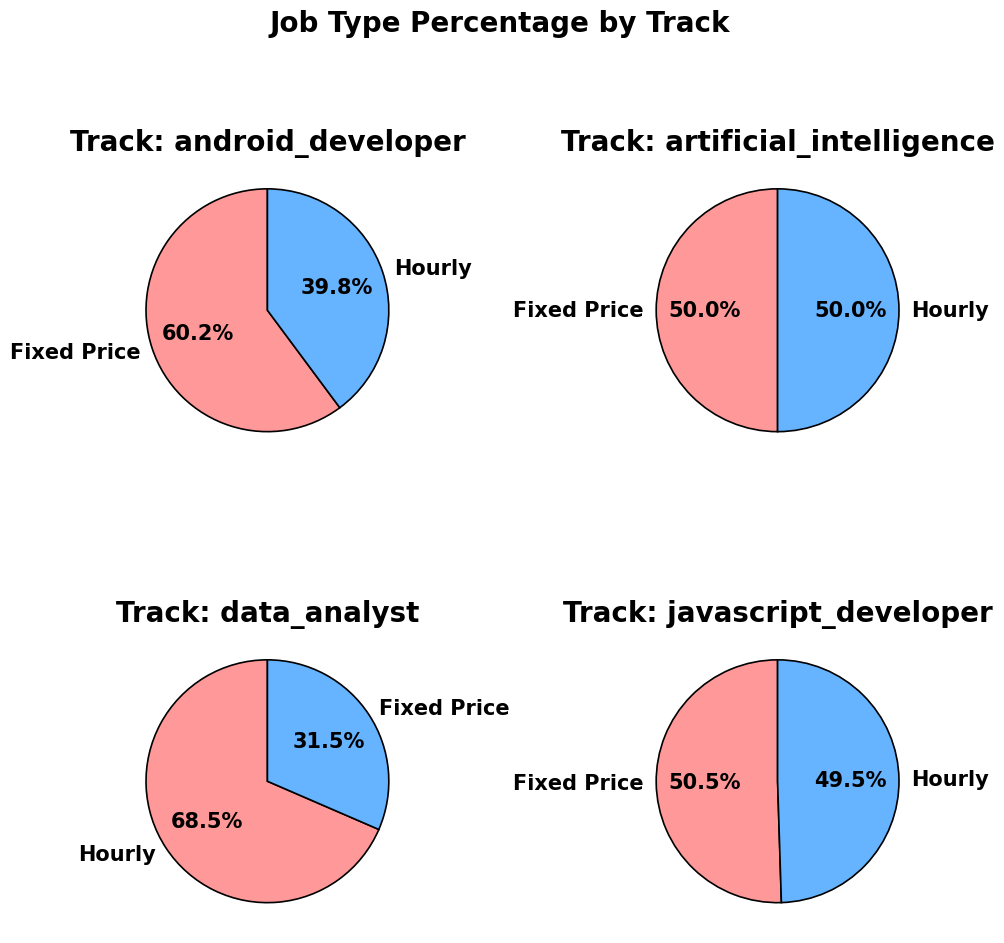 Job Type Percentage by Track
Track: android_developer
Hourly
39.8%
60.2%
Fixed Price
Track: artificial_intelligence
Fixed Price
50.0%
50.0%
Hourly
Track: data_analyst
Fixed Price
31.5%
68.5%
Hourly
Track: javascript_developer
Fixed Price
50.5%
49.5%
Hourly